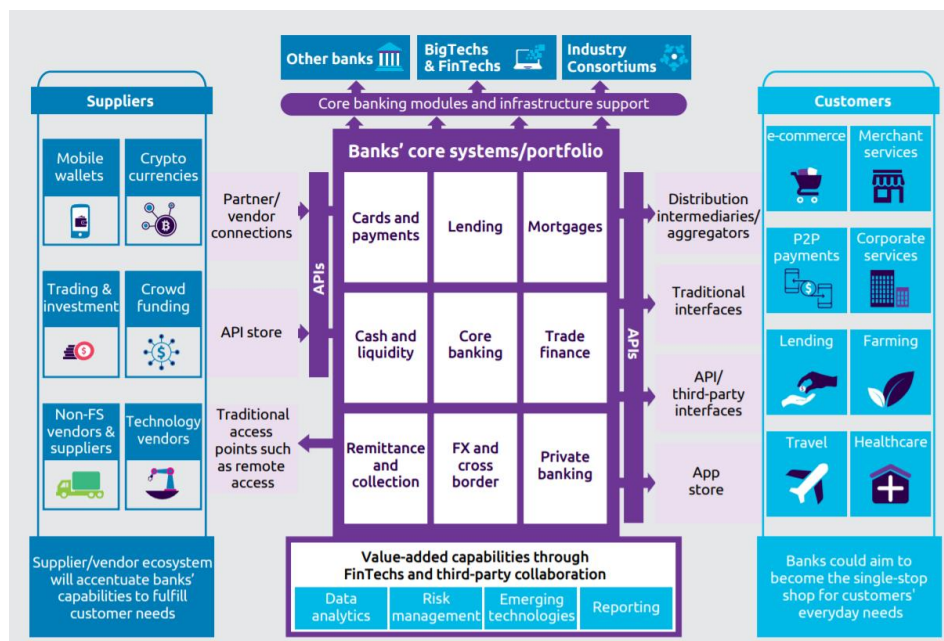 Other banks
BigTechs
& FinTechs
Industry
Consortiums
Core banking modules and infrastructure support
Suppliers
Mobile
wallets
Crypto
currencies
Trading &
investment
Crowd
funding
Non-FS
vendors &
suppliers
Technology
vendors
Supplier/vendor ecosystem
will accentuate banks'
capabilities to fulfill
customer needs
Partner/
vendor
connections
API store
Traditional
access
points such
as remote
access
APIs
Banks' core systems/portfolio
Cards and
payments
Lending
Mortgages
Cash and
liquidity
Core
banking
Trade
finance
Remittance
and
collection
FX and
cross
border
Private
banking
Value-added capabilities through
FinTechs and third-party collaboration
Data
analytics
Risk
management
Emerging
technologies
Reporting
APIs
Distribution
intermediaries/
aggregators
Traditional
interfaces
API/
third-party
interfaces
App
store
Customers
e-commerce
Merchant
services
P2P
payments
Corporate
services
Lending
Farming
Travel
Healthcare
Banks could aim to
become the single-stop
shop for customers'
everyday needs